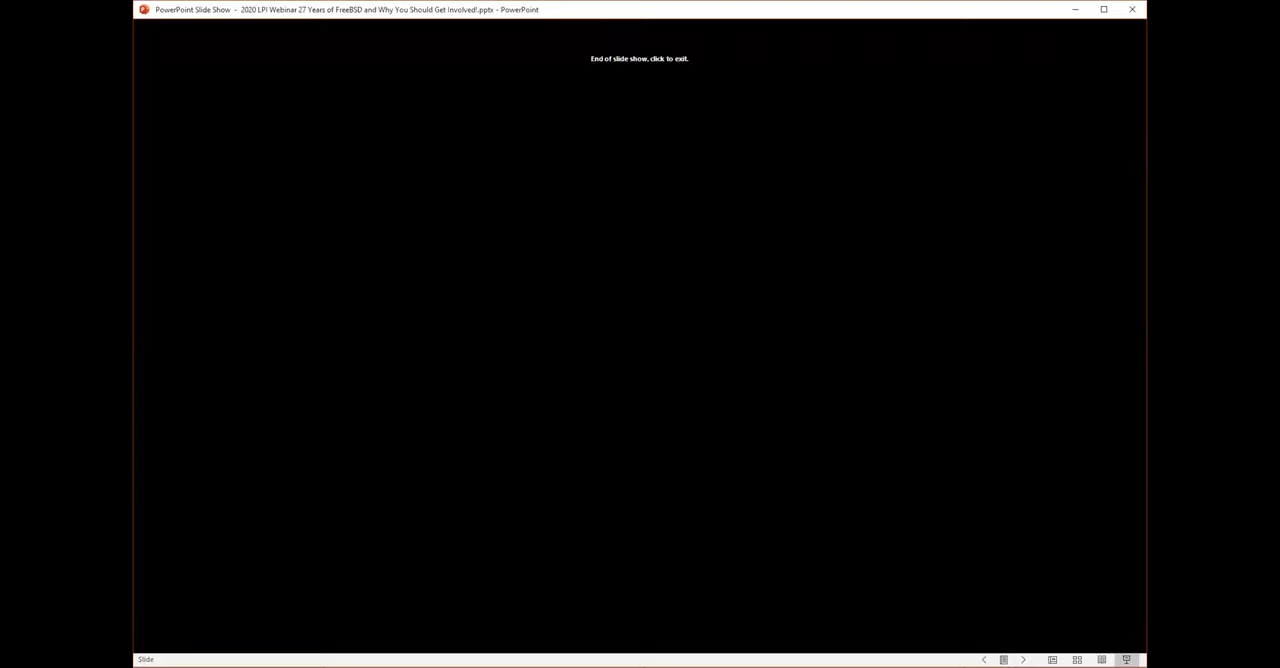 PowerPoint Slide Show - 2020 LPI Webinar 27 Years of FreeBSD and Why You Should Get Involved!.pptx - PowerPoint
End of slide show, click to exit.
Slide